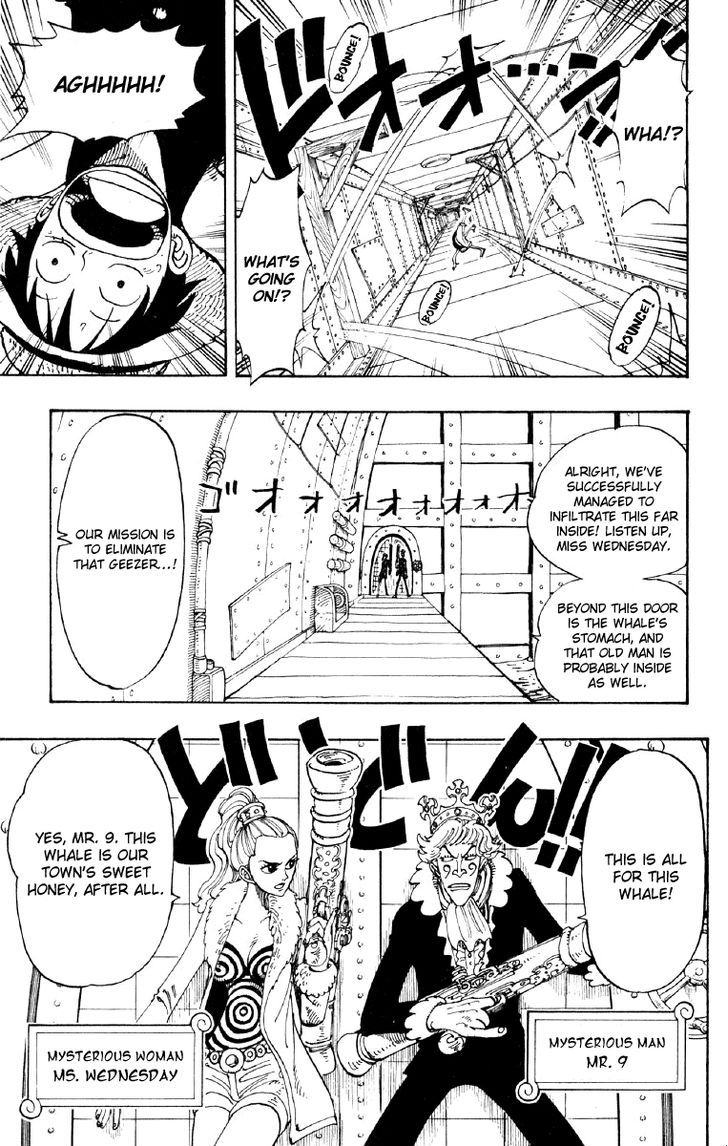 WHA!?
BOUNCE!
ドオオ…オ
WHAT'S
GOING
ON!?
BOUNCE!
BOUNCE!
AGHHHHH!
ALRIGHT, WE'VE
SUCCESSFULLY
MANAGED TO
INFILTRATE THIS FAR
INSIDE! LISTEN UP,
MISS WEDNESDAY.
BEYOND THIS DOOR
IS THE WHALE'S
STOMACH, AND
THAT OLD MAN IS
PROBABLY INSIDE
AS WELL.
ゴオオオオオオオ
OUR MISSION IS
TO ELIMINATE
THAT GEEZER...!
THIS IS ALL
FOR THIS
WHALE!
どどん!!
YES, MR. 9. THIS
WHALE IS OUR
TOWN'S SWEET
HONEY, AFTER ALL.
MYSTERIOUS MAN
MR. 9
MYSTERIOUS WOMAN
MS. WEDNESDAY